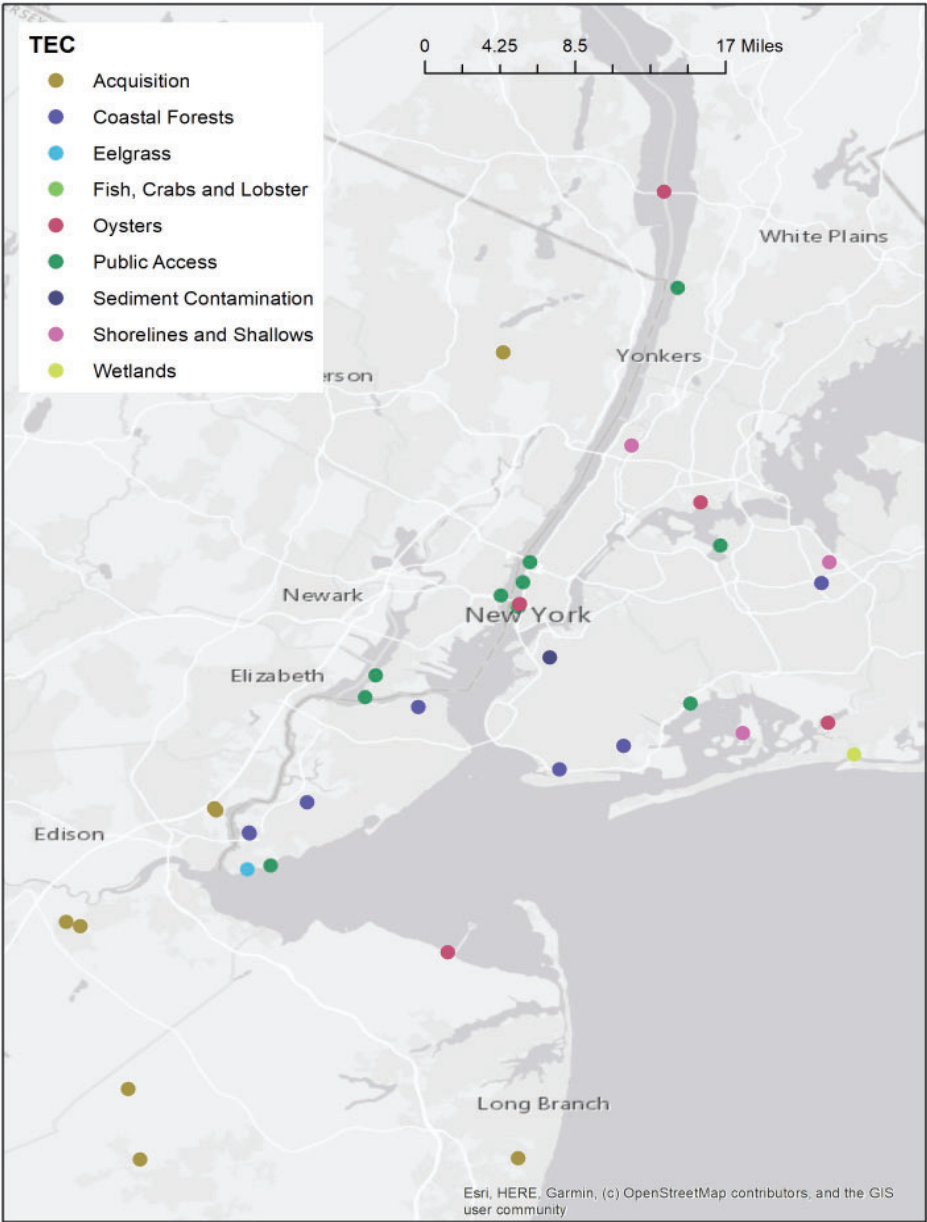 TEC
Acquisition
Coastal Forests
Eelgrass
Fish, Crabs and Lobster
Oysters
Public Access
Sediment Contamination
Shorelines and Shallows
Wetlands
0 4.25 8.5 17 Miles
White Plains
Yonkers
erson
Newark
New York
Elizabeth
Edison
Long Branch
Esri, HERE, Garmin, (c) OpenStreetMap contributors, and the GIS
user community